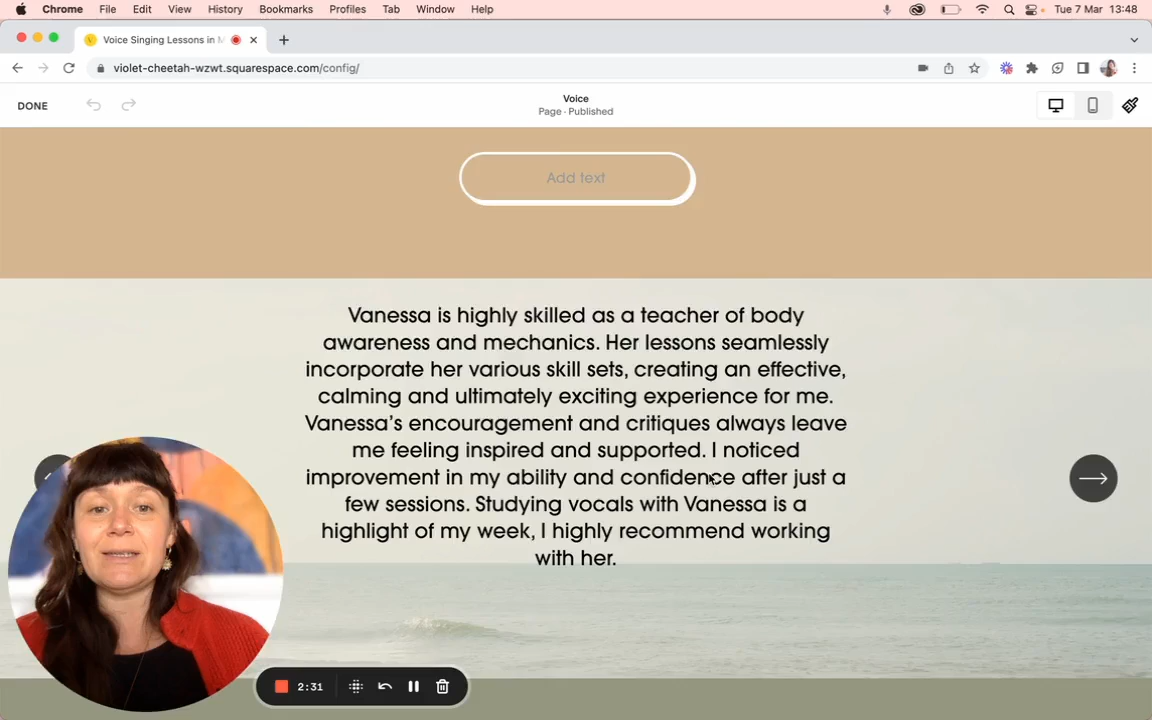 Chrome File Edit View History Bookmarks Profiles Tab Window Help Tue 7 Mar 13:48
Voice Singing Lessons in
violet-cheetah-wzwt.squarespace.com/config/
DONE
Voice
Page · Published
Add text
Vanessa is highly skilled as a teacher of body
awareness and mechanics. Her lessons seamlessly
incorporate her various skill sets, creating an effective,
calming and ultimately exciting experience for me.
Vanessa's encouragement and critiques always leave
me feeling inspired and supported. I noticed
improvement in my ability and confidence after just a
few sessions. Studying vocals with Vanessa is a
highlight of my week, I highly recommend working
with her.
2:31